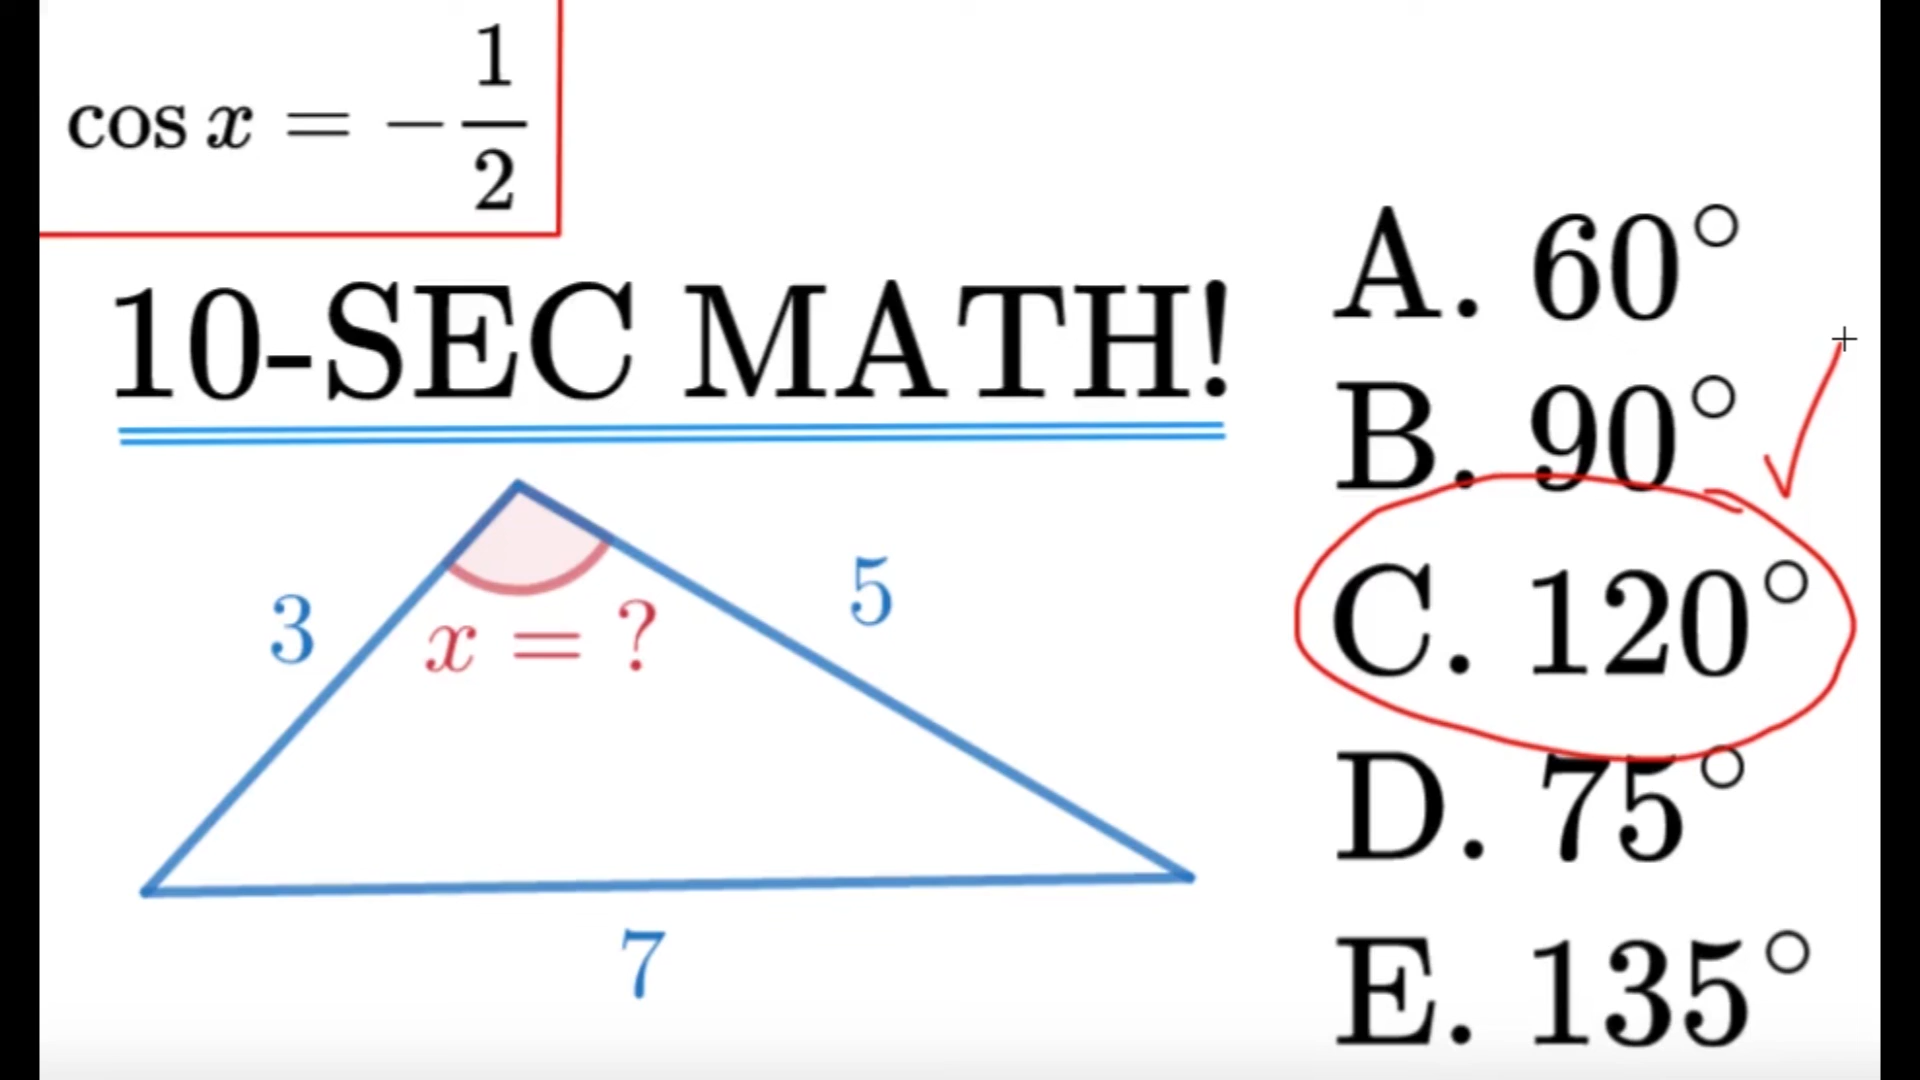 cos x = -1/2
10-SEC MATH!
3
5
x = ?
7
A. 60°
B. 90°
C. 120°
D. 75°
E. 135°